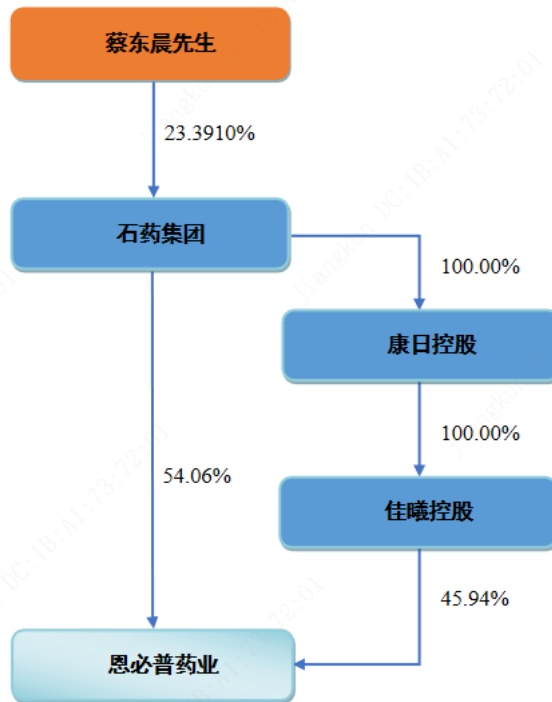 蔡东晨先生
23.3910%
石药集团
100.00%
康日控股
100.00%
54.06%
佳曦控股
45.94%
恩必普药业